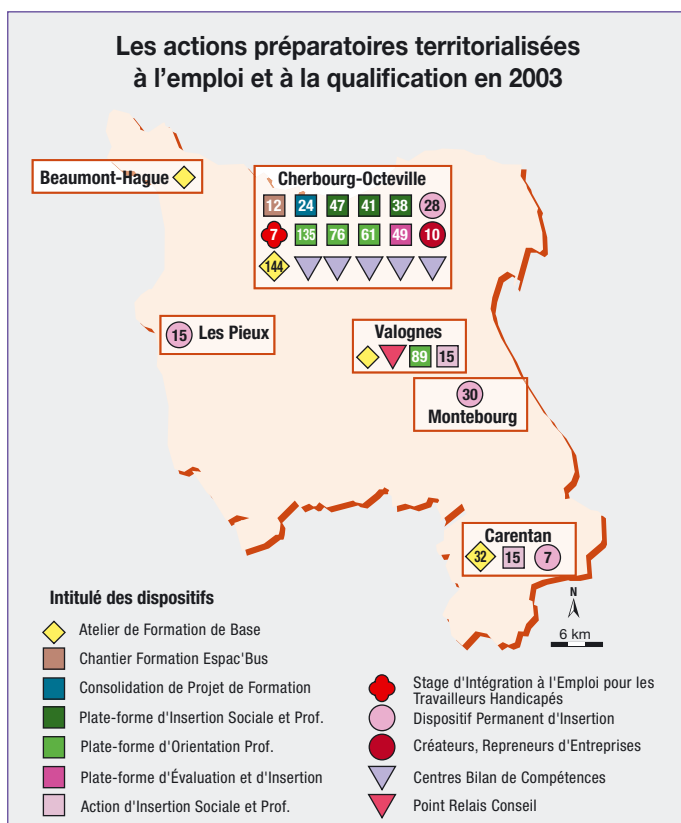 Les actions préparatoires territorialisées
à l'emploi et à la qualification en 2003
Beaumont-Hague
Cherbourg-Octeville
12 24 47 41 38 28
7 135 76 61 49 10
144
15 Les Pieux
Valognes
89 15
30
Montebourg
Carentan
32 15 7
N
6 km
Intitulé des dispositifs
Atelier de Formation de Base
Chantier Formation Espac'Bus
Consolidation de Projet de Formation
Plate-forme d'Insertion Sociale et Prof.
Plate-forme d'Orientation Prof.
Plate-forme d'Évaluation et d'Insertion
Action d'Insertion Sociale et Prof.
Stage d'Intégration à l'Emploi pour les
Travailleurs Handicapés
Dispositif Permanent d'Insertion
Créateurs, Repreneurs d'Entreprises
Centres Bilan de Compétences
Point Relais Conseil